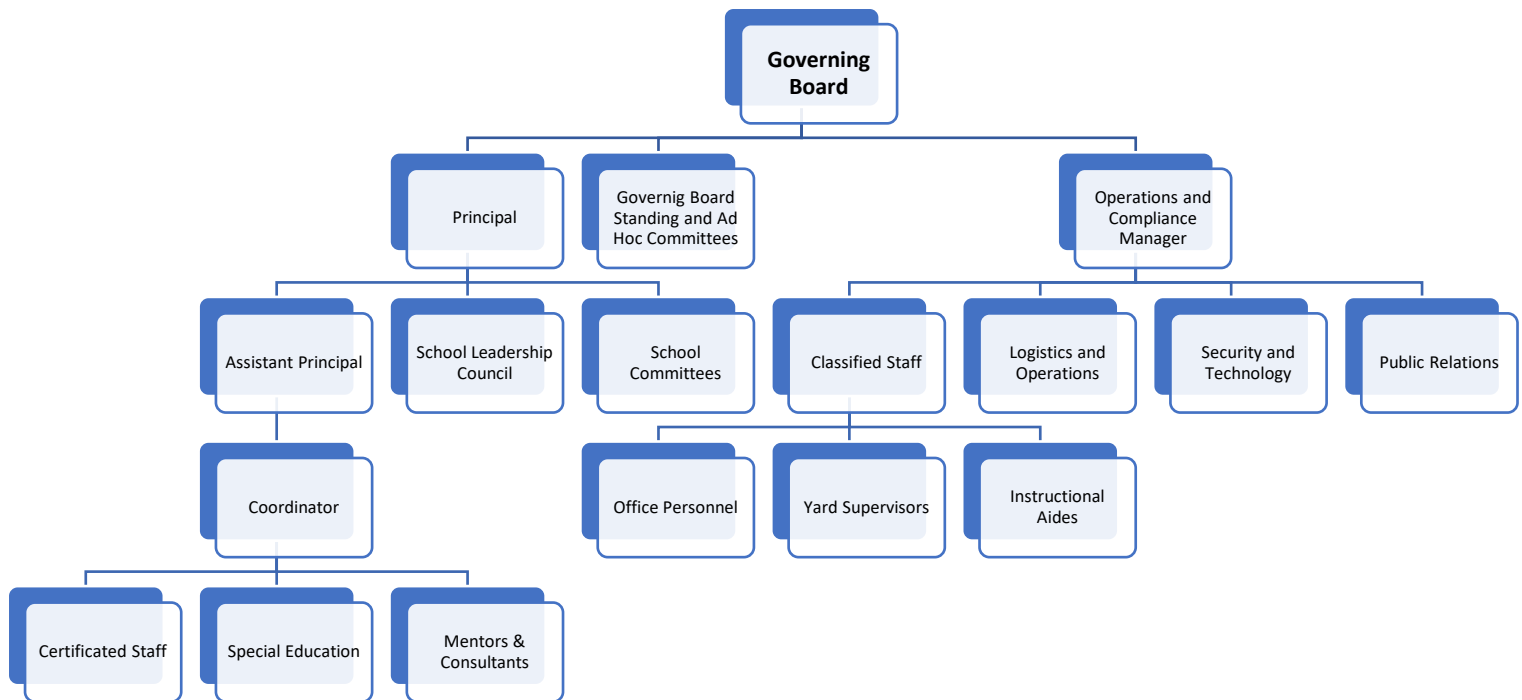 Governing
Board
Principal
Governig Board
Standing and Ad
Hoc Committees
Operations and
Compliance
Manager
Assistant Principal
School Leadership
Council
School
Committees
Classified Staff
Logistics and
Operations
Security and
Technology
Public Relations
Coordinator
Office Personnel
Yard Supervisors
Instructional
Aides
Certificated Staff
Special Education
Mentors &
Consultants